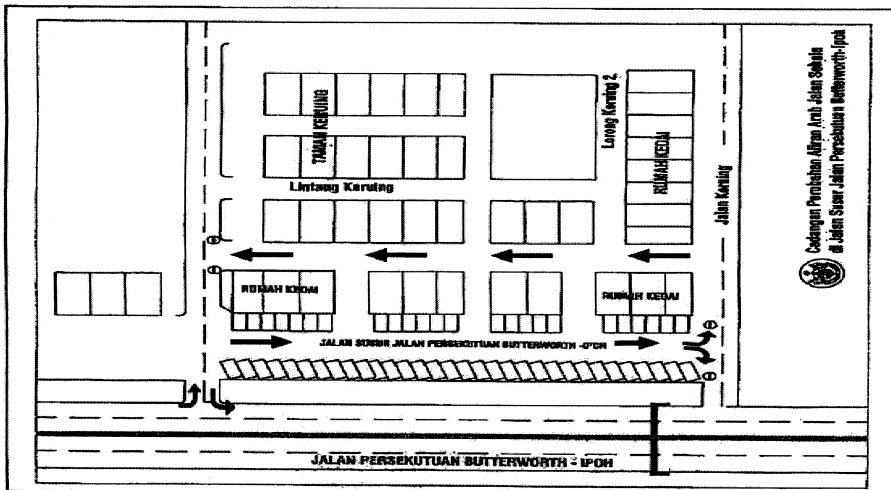 Cadangan Perubahan Aliran Arah Jalan Sehala
di Jalan Susur Jalan Persekutuan Butterworth-Ipoh
TAMAN KERUING
Lorong Keruing 2
RUMAH KEDAI
Jalan Keruing
Lintang Keruing
RUMAH KEDAI
RUMAH KEDAI
JALAN SUSUR JALAN PERSEKUTUAN BUTTERWORTH -IPOH
JALAN PERSEKUTUAN BUTTERWORTH - IPOH